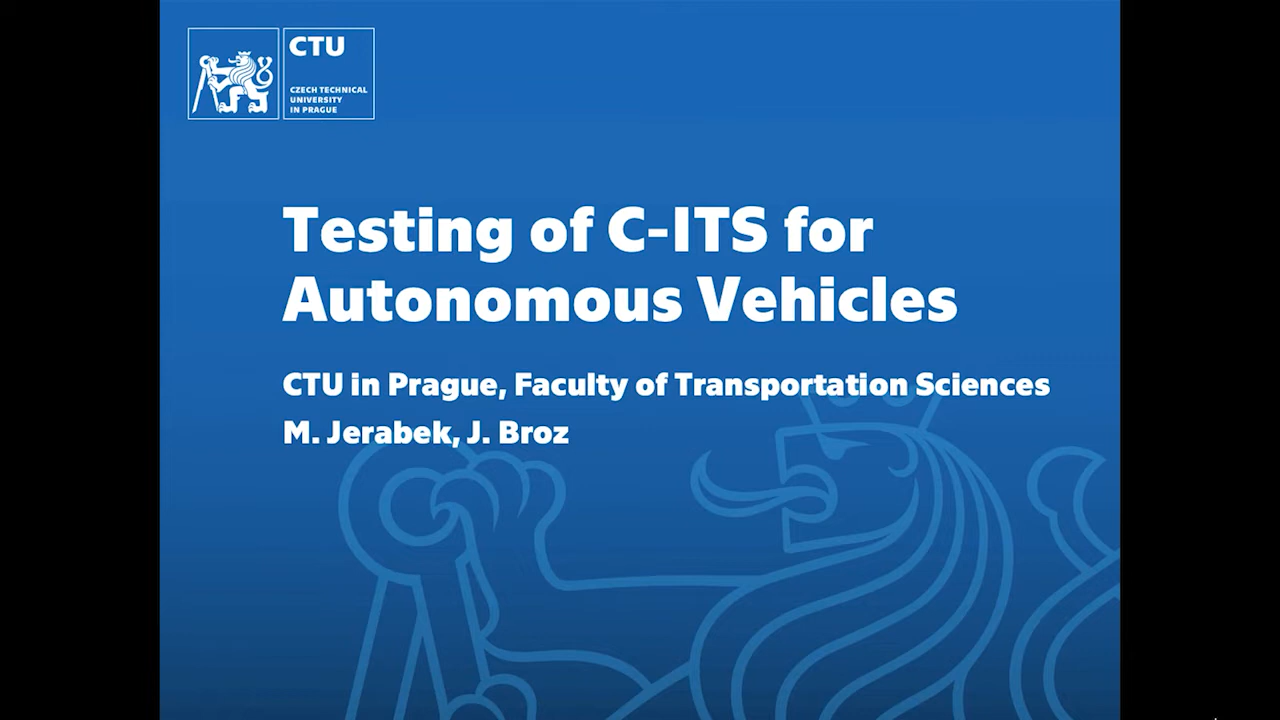 CTU
CZECH TECHNICAL
UNIVERSITY
IN PRAGUE
Testing of C-ITS for
Autonomous Vehicles
CTU in Prague, Faculty of Transportation Sciences
M. Jerabek, J. Broz